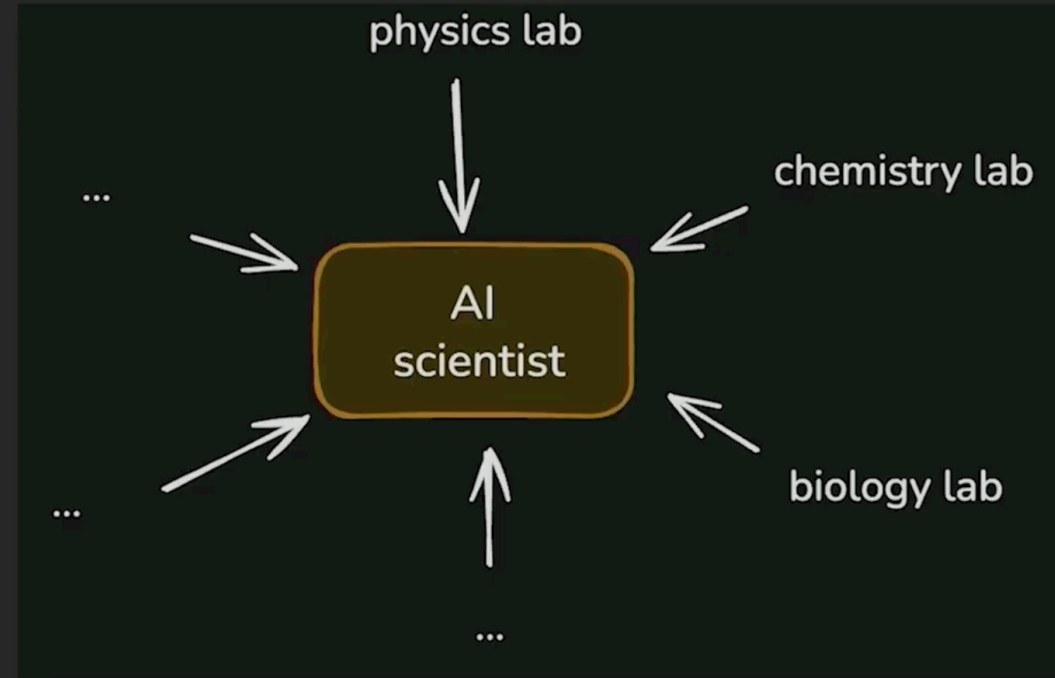 physics lab
chemistry lab
...
AI
scientist
biology lab
...
...